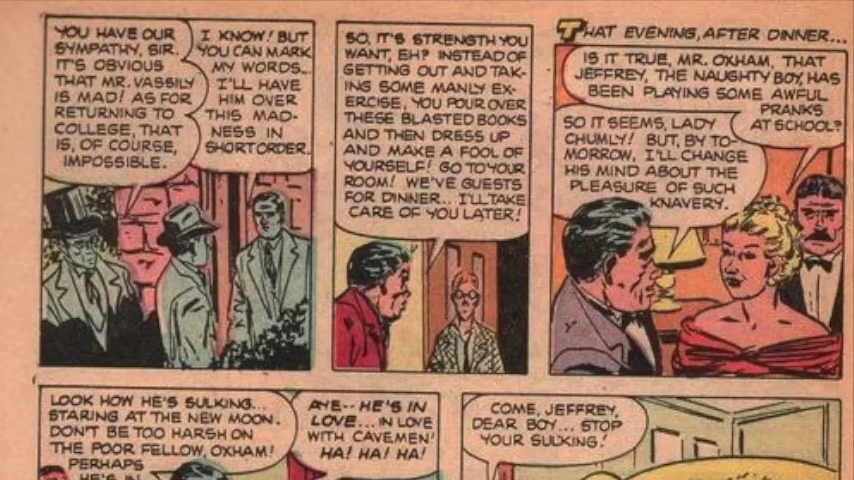 YOU HAVE OUR
SYMPATHY, SIR.
IT'S OBVIOUS
THAT MR. VASSILY
IS MAD! AS FOR
RETURNING TO
COLLEGE, THAT
IS, OF COURSE,
IMPOSSIBLE.
I KNOW! BUT
YOU CAN MARK
MY WORDS...
I'LL HAVE
HIM OVER
THIS MAD-
NESS IN
SHORT ORDER.
SO, IT'S STRENGTH YOU
WANT, EH? INSTEAD OF
GETTING OUT AND TAK-
ING SOME MANLY EX-
ERCISE, YOU POUR OVER
THESE BLASTED BOOKS
AND THEN DRESS UP
AND MAKE A FOOL OF
YOURSELF! GO TO YOUR
ROOM! WE'VE GUESTS
FOR DINNER... I'LL TAKE
CARE OF YOU LATER!
THAT EVENING, AFTER DINNER...
IS IT TRUE, MR. OXHAM, THAT
JEFFREY, THE NAUGHTY BOY, HAS
BEEN PLAYING SOME AWFUL
PRANKS
AT SCHOOL?
SO IT SEEMS, LADY
CHUMLY! BUT, BY TO-
MORROW, I'LL CHANGE
HIS MIND ABOUT THE
PLEASURE OF SUCH
KNAVERY.
LOOK HOW HE'S SULKING...
STARING AT THE NEW MOON.
DON'T BE TOO HARSH ON
THE POOR FELLOW, OXHAM!
PERHAPS
HE'S IN
AYE-- HE'S IN
LOVE... IN LOVE
WITH CAVEMEN!
HA! HA! HA!
COME, JEFFREY,
DEAR BOY... STOP
YOUR SULKING!